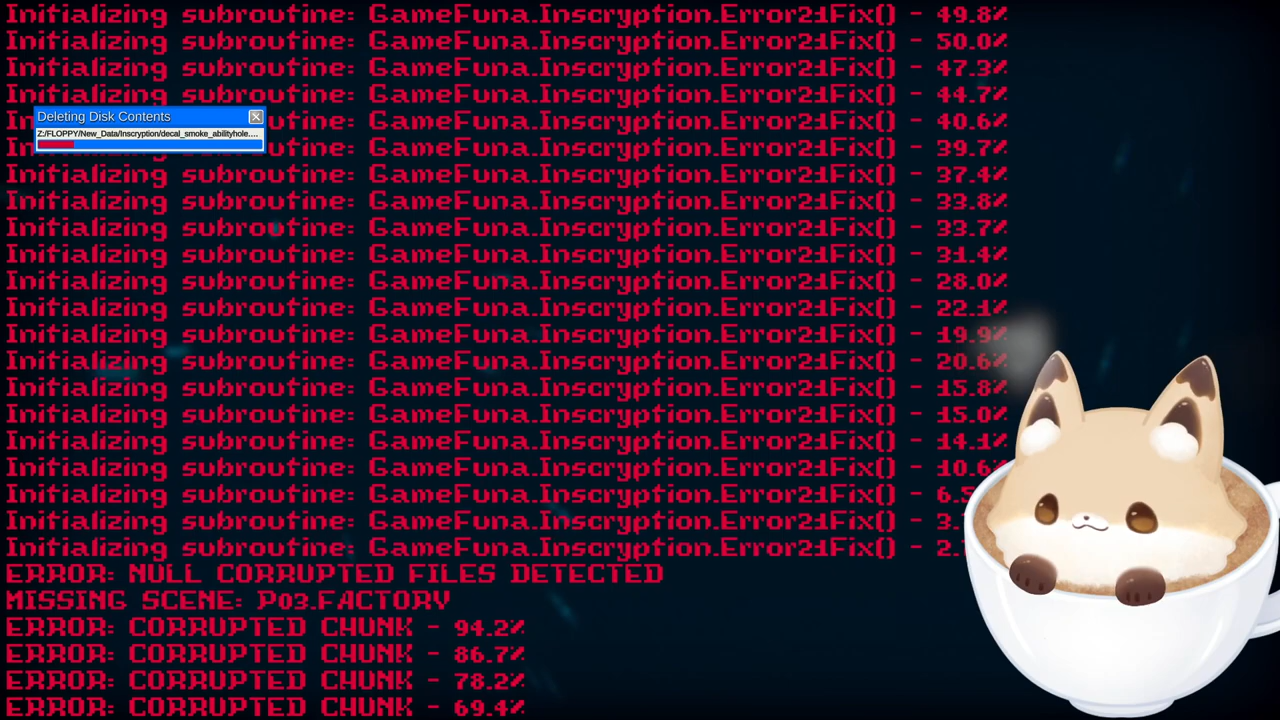 Initializing subroutine: GameFuna.Inscryption.Error21Fix() - 49.8%
Initializing subroutine: GameFuna.Inscryption.Error21Fix() - 50.0%
Initializing subroutine: GameFuna.Inscryption.Error21Fix() - 47.3%
Initializing subroutine: GameFuna.Inscryption.Error21Fix() - 44.7%
Deleting Disk Contents
Z:/FLOPPY/New_Data/Inscryption/decal_smoke_abilityhole....
GameFuna.Inscryption.Error21Fix() - 40.6%
GameFuna.Inscryption.Error21Fix() - 39.7%
Initializing subroutine: GameFuna.Inscryption.Error21Fix() - 37.4%
Initializing subroutine: GameFuna.Inscryption.Error21Fix() - 33.8%
Initializing subroutine: GameFuna.Inscryption.Error21Fix() - 33.7%
Initializing subroutine: GameFuna.Inscryption.Error21Fix() - 31.4%
Initializing subroutine: GameFuna.Inscryption.Error21Fix() - 28.0%
Initializing subroutine: GameFuna.Inscryption.Error21Fix() - 22.1%
Initializing subroutine: GameFuna.Inscryption.Error21Fix() - 19.9%
Initializing subroutine: GameFuna.Inscryption.Error21Fix() - 20.6%
Initializing subroutine: GameFuna.Inscryption.Error21Fix() - 15.8%
Initializing subroutine: GameFuna.Inscryption.Error21Fix() - 15.0%
Initializing subroutine: GameFuna.Inscryption.Error21Fix() - 14.1%
Initializing subroutine: GameFuna.Inscryption.Error21Fix() - 10.6%
Initializing subroutine: GameFuna.Inscryption.Error21Fix() -
Initializing subroutine: GameFuna.Inscryption.Error21Fix() -
Initializing subroutine: GameFuna.Inscryption.Error21Fix() -
ERROR: NULL CORRUPTED FILES DETECTED
MISSING SCENE: P03.FACTORY
ERROR: CORRUPTED CHUNK - 94.2%
ERROR: CORRUPTED CHUNK - 86.7%
ERROR: CORRUPTED CHUNK - 78.2%
ERROR: CORRUPTED CHUNK - 69.4%